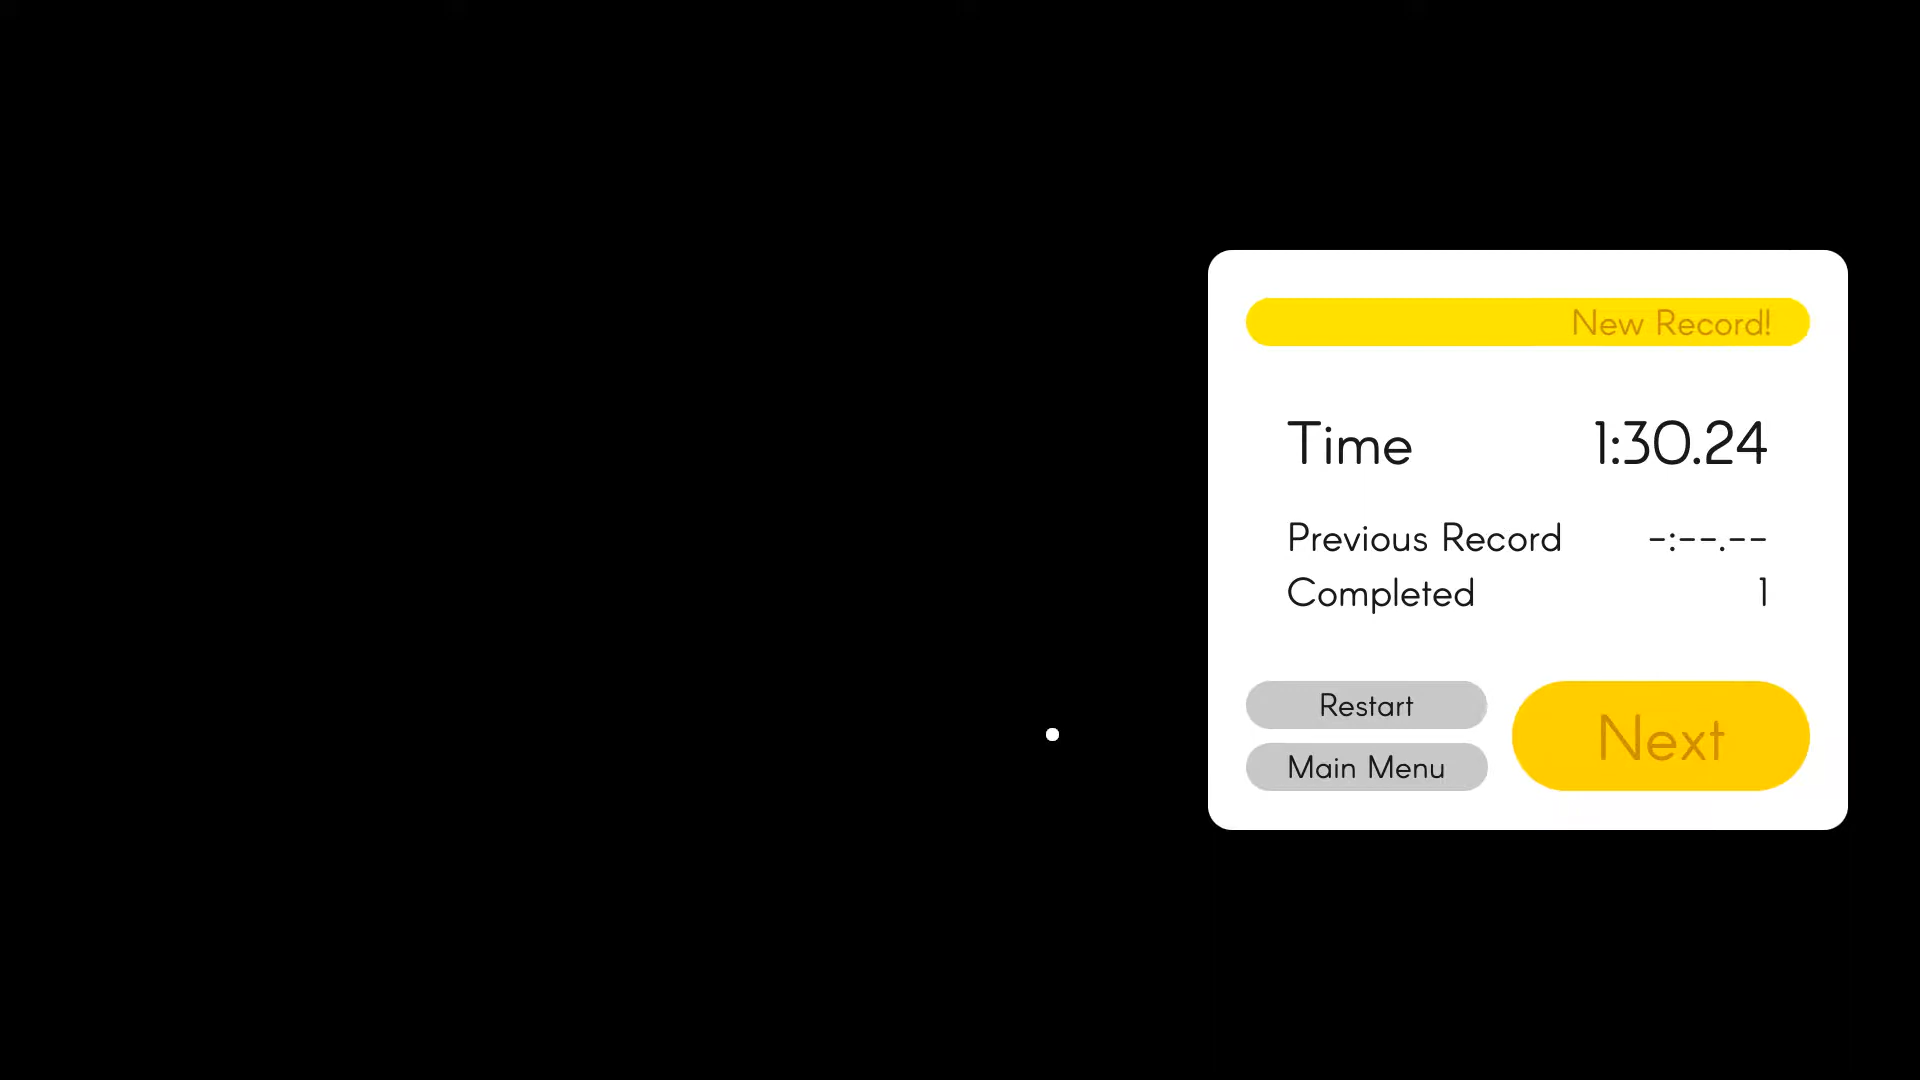 New Record!
Time 1:30.24
Previous Record -:--.--
Completed 1
Restart
Main Menu
Next